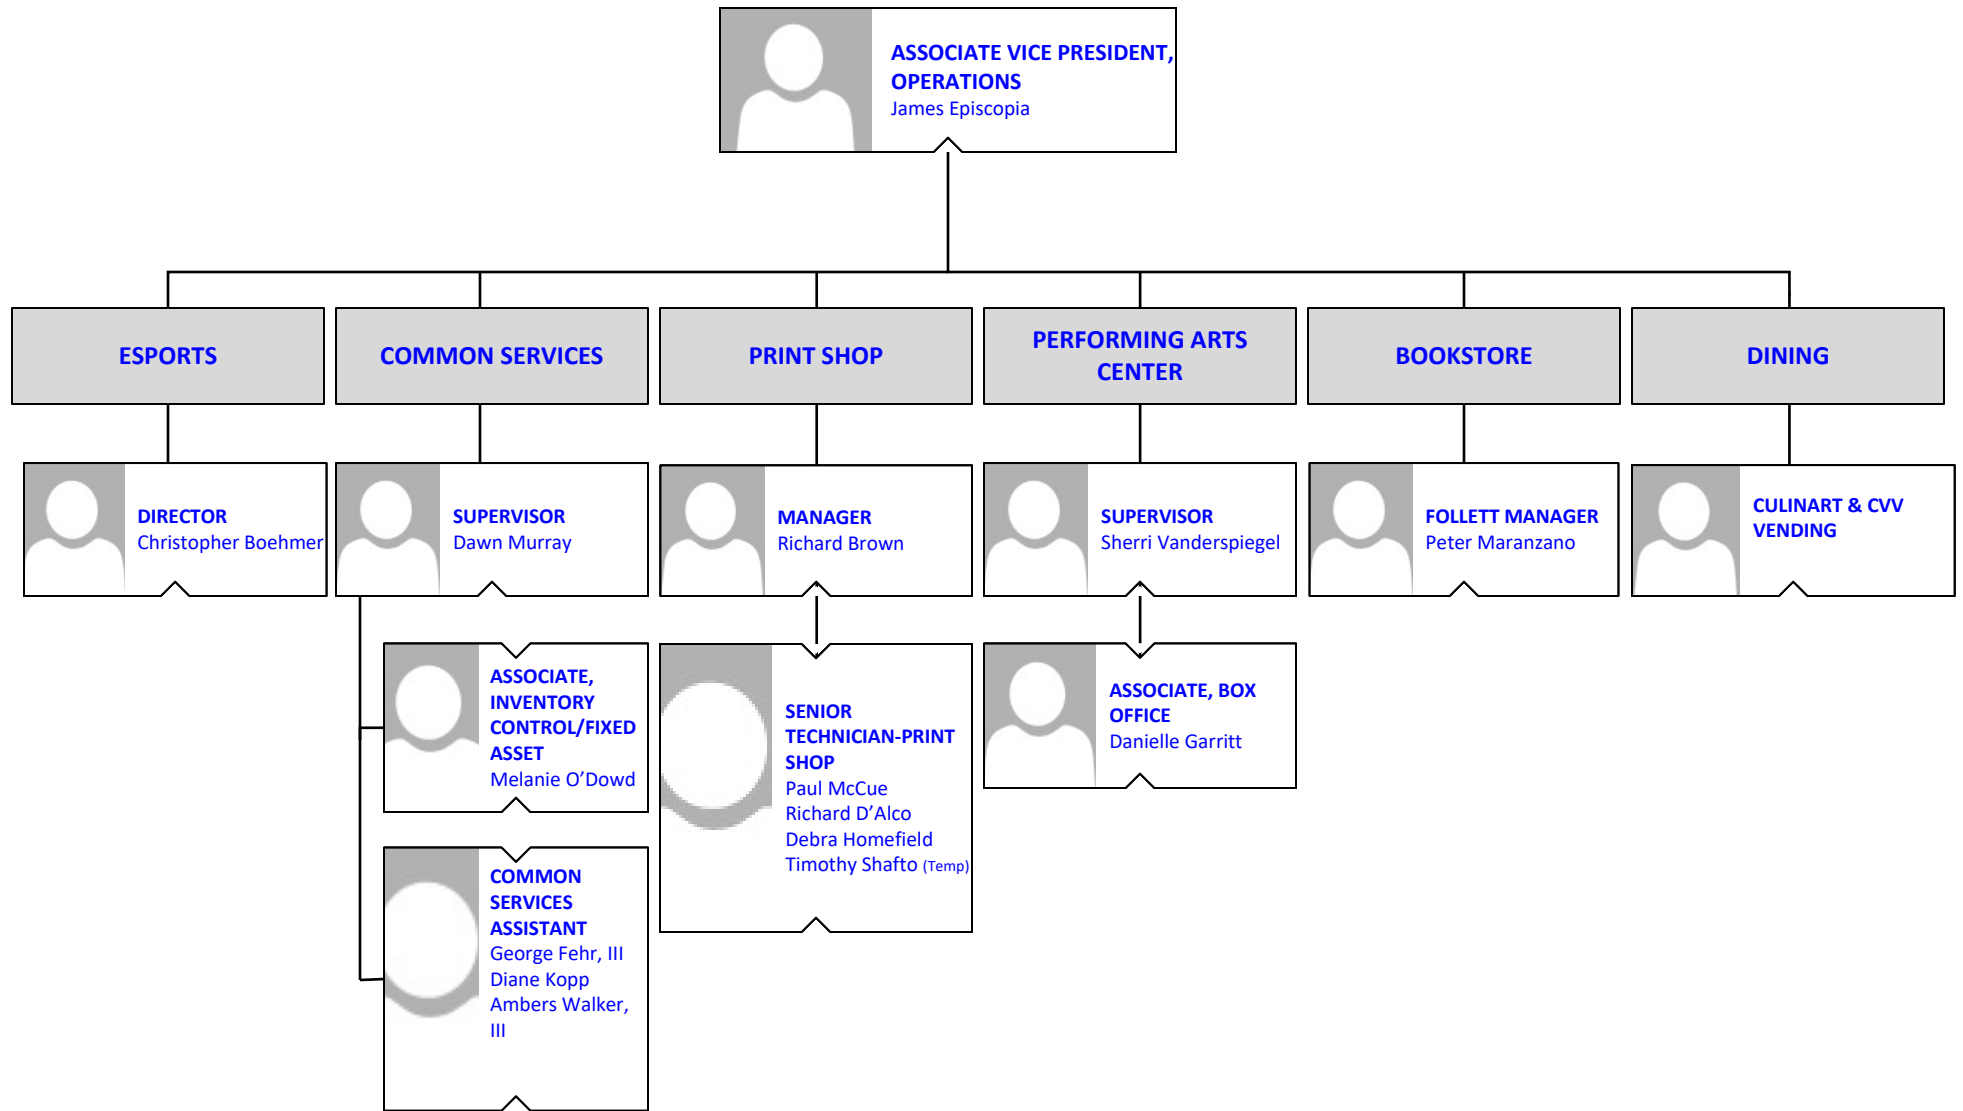 ASSOCIATE VICE PRESIDENT,
OPERATIONS
James Episcopia
ESPORTS
COMMON SERVICES
PRINT SHOP
PERFORMING ARTS
CENTER
BOOKSTORE
DINING
DIRECTOR
Christopher Boehmer
SUPERVISOR
Dawn Murray
MANAGER
Richard Brown
SUPERVISOR
Sherri Vanderspiegel
FOLLETT MANAGER
Peter Maranzano
CULINART & CVV
VENDING
ASSOCIATE,
INVENTORY
CONTROL/FIXED
ASSET
Melanie O’Dowd
SENIOR
TECHNICIAN-PRINT
SHOP
Paul McCue
Richard D’Alco
Debra Homefield
Timothy Shafto (Temp)
ASSOCIATE, BOX
OFFICE
Danielle Garritt
COMMON
SERVICES
ASSISTANT
George Fehr, III
Diane Kopp
Ambers Walker,
III